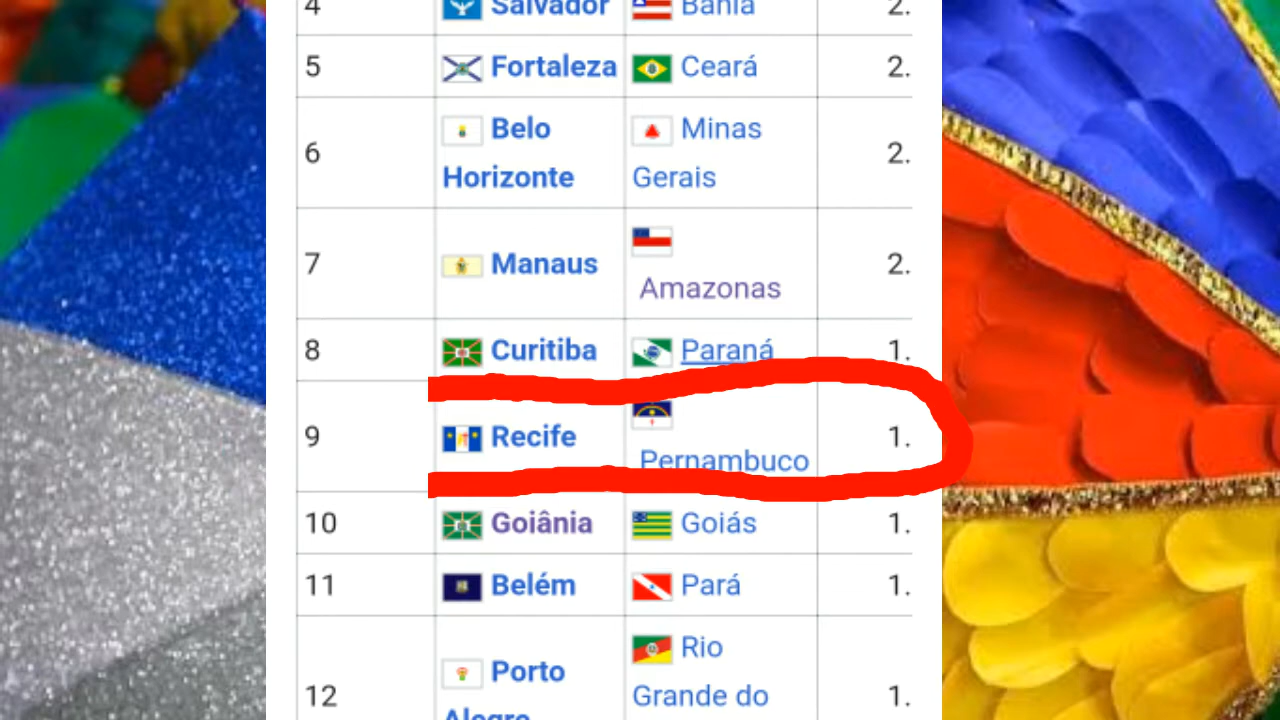 4 Salvador Bahia 2.
5 Fortaleza Ceará 2.
6 Belo Horizonte Minas Gerais 2.
7 Manaus Amazonas 2.
8 Curitiba Paraná 1.
9 Recife Pernambuco 1.
10 Goiânia Goiás 1.
11 Belém Pará 1.
12 Porto Alegre Rio Grande do 1.